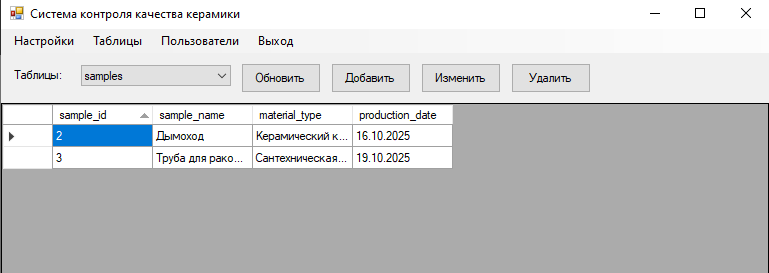 Система контроля качества керамики
Настройки Таблицы Пользователи Выход
Таблицы: samples Обновить Добавить Изменить Удалить
sample_id sample_name material_type production_date
2 Дымоход Керамический к... 16.10.2025
3 Труба для рако... Сантехническая... 19.10.2025